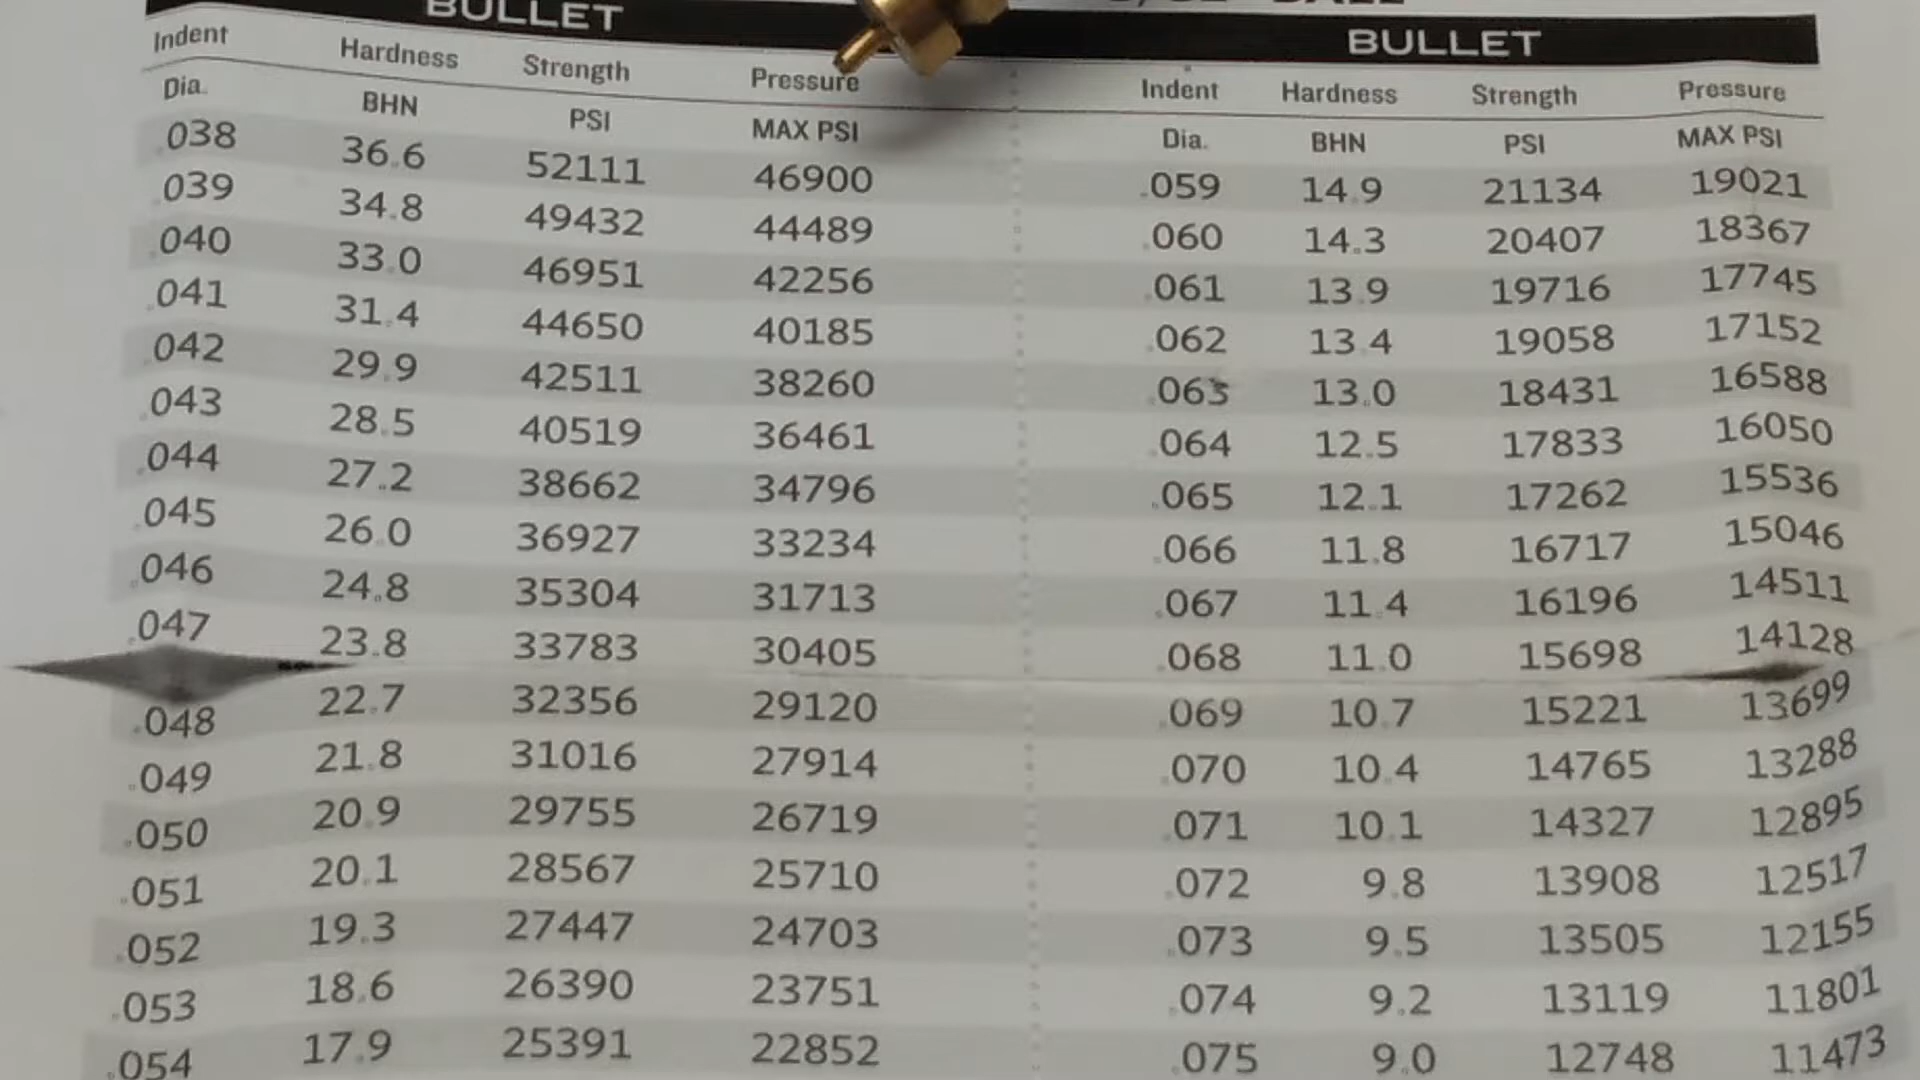 BULLET
Indent Hardness Strength Pressure
Dia. BHN PSI MAX PSI
.038 36.6 52111 46900
.039 34.8 49432 44489
.040 33.0 46951 42256
.041 31.4 44650 40185
.042 29.9 42511 38260
.043 28.5 40519 36461
.044 27.2 38662 34796
.045 26.0 36927 33234
.046 24.8 35304 31713
.047 23.8 33783 30405
.048 22.7 32356 29120
.049 21.8 31016 27914
.050 20.9 29755 26719
.051 20.1 28567 25710
.052 19.3 27447 24703
.053 18.6 26390 23751
.054 17.9 25391 22852
BULLET
Indent Hardness Strength Pressure
Dia. BHN PSI MAX PSI
.059 14.9 21134 19021
.060 14.3 20407 18367
.061 13.9 19716 17745
.062 13.4 19058 17152
.063 13.0 18431 16588
.064 12.5 17833 16050
.065 12.1 17262 15536
.066 11.8 16717 15046
.067 11.4 16196 14511
.068 11.0 15698 14128
.069 10.7 15221 13699
.070 10.4 14765 13288
.071 10.1 14327 12895
.072 9.8 13908 12517
.073 9.5 13505 12155
.074 9.2 13119 11801
.075 9.0 12748 11473